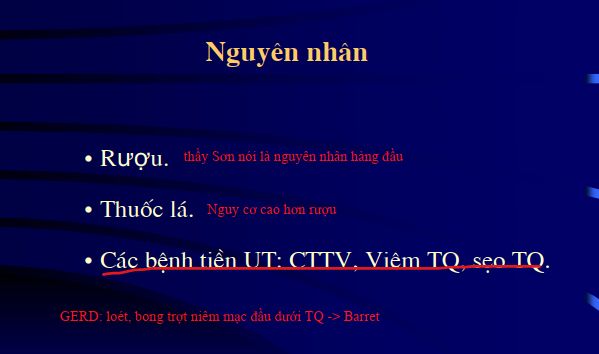 Nguyên nhân
• Rượu. thầy Sơn nói là nguyên nhân hàng đầu
• Thuốc lá. Nguy cơ cao hơn rượu
• Các bệnh tiền UT: CTTV, Viêm TQ, sẹo TQ.
GERD: loét, bong trợt niêm mạc đầu dưới TQ -> Barret